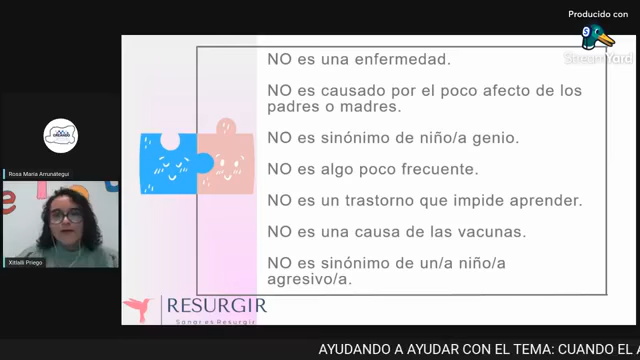 Producido con
StreamYard
NO es una enfermedad.
NO es causado por el poco afecto de los
padres o madres.
NO es sinónimo de niño/a genio.
NO es algo poco frecuente.
NO es un trastorno que impide aprender.
NO es una causa de las vacunas.
NO es sinónimo de un/a niño/a
agresivo/a.
Rosa María Arrunátegui
Xitlalli Priego
RESURGIR
Sanar es Resurgir
AYUDANDO A AYUDAR CON EL TEMA: CUANDO EL A